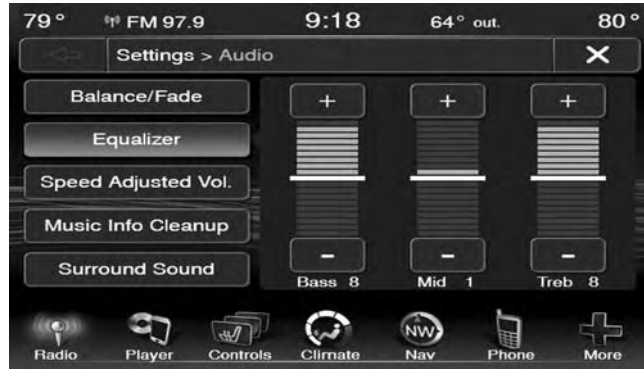 79° FM 97.9 9:18 64° out. 80°
Settings > Audio
Balance/Fade
+ + +
Equalizer
Speed Adjusted Vol.
Music Info Cleanup
- - -
Surround Sound
Bass 8 Mid 1 Treb 8
NW
Radio Player Controls Climate Nav Phone More